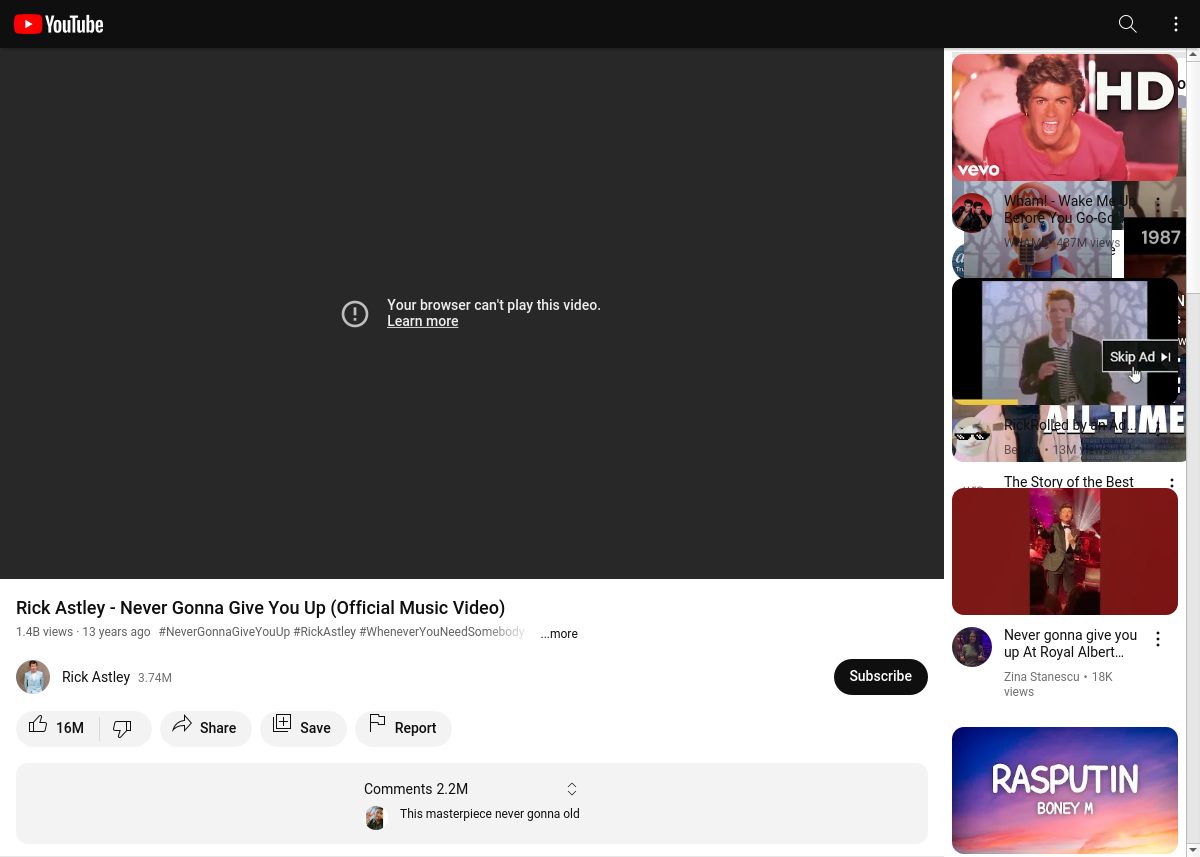 YouTube
Your browser can't play this video.
Learn more
Rick Astley - Never Gonna Give You Up (Official Music Video)
1.4B views · 13 years ago #NeverGonnaGiveYouUp #RickAstley #WheneverYouNeedSomebody
...more
Rick Astley 3.74M
Subscribe
16M
Share
Save
Report
Comments 2.2M
This masterpiece never gonna old
HD
vevo
Wham! - Wake Me Up
Before You Go-Go
437M views
1987
Skip Ad
ALL-TIME
RickRolled by an Ad...
13M views
The Story of the Best
Never gonna give you
up At Royal Albert...
Zina Stanescu • 18K
views
RASPUTIN
BONEY M